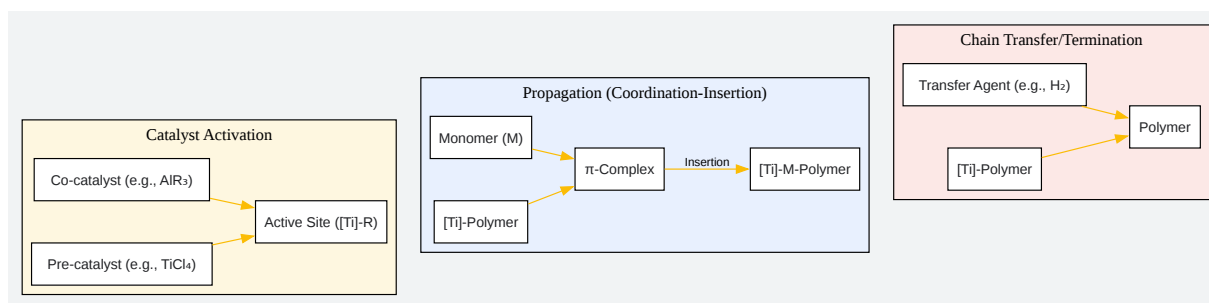 Catalyst Activation
Co-catalyst (e.g., AlR₃)
Pre-catalyst (e.g., TiCl₄)
Active Site ([Ti]-R)
Propagation (Coordination-Insertion)
Monomer (M)
[Ti]-Polymer
π-Complex
Insertion
[Ti]-M-Polymer
Chain Transfer/Termination
Transfer Agent (e.g., H₂)
[Ti]-Polymer
Polymer